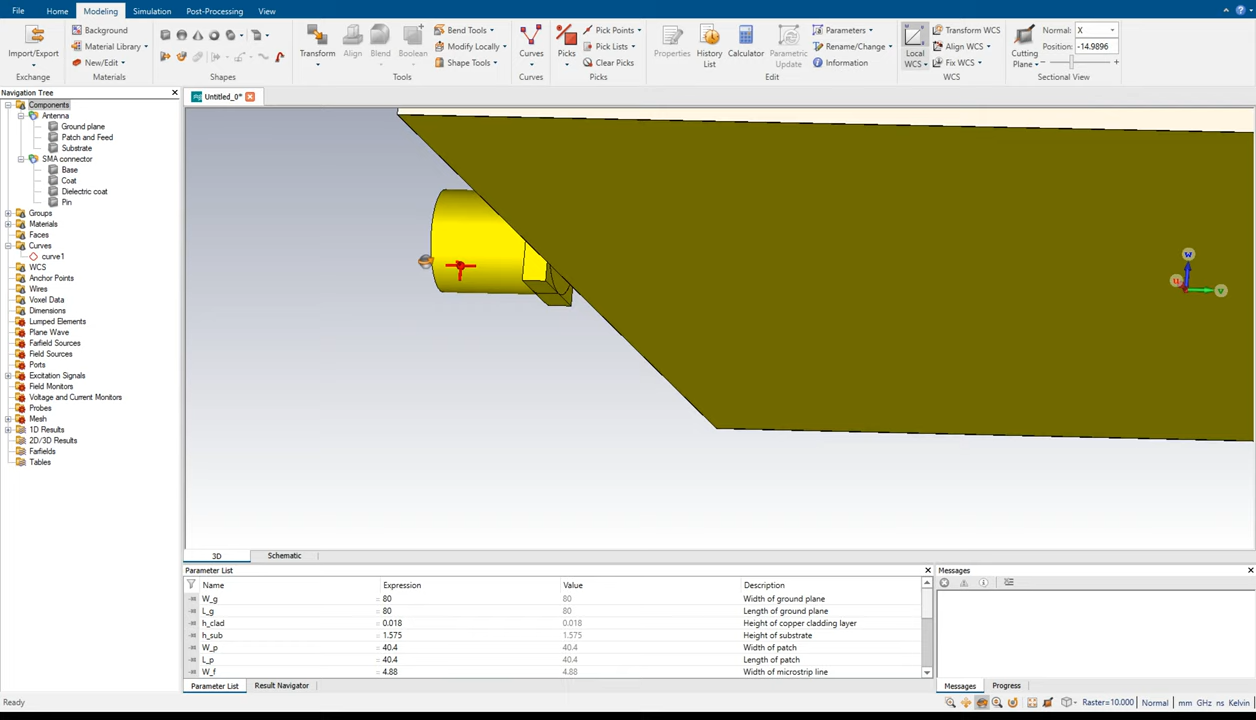 File Home Modeling Simulation Post-Processing View
Background
Material Library
New/Edit
Import/Export
Exchange
Materials
Shapes
Transform
Align
Blend
Boolean
Bend Tools
Modify Locally
Shape Tools
Tools
Curves
Curves
Picks
Pick Points
Pick Lists
Clear Picks
Picks
Properties
History List
Calculator
Parametric Update
Parameters
Rename/Change
Information
Edit
Local WCS
Transform WCS
Align WCS
Fix WCS
WCS
Cutting Plane
Normal: X
Position: -14.9896
Sectional View
Navigation Tree
Untitled_0*
Components
Antenna
Ground plane
Patch and Feed
Substrate
SMA connector
Base
Coat
Dielectric coat
Pin
Groups
Materials
Faces
Curves
curve1
WCS
Anchor Points
Wires
Voxel Data
Dimensions
Lumped Elements
Plane Wave
Farfield Sources
Field Sources
Ports
Excitation Signals
Field Monitors
Voltage and Current Monitors
Probes
Mesh
1D Results
2D/3D Results
Farfields
Tables
w
u
v
3D Schematic
Parameter List
Name Expression Value Description
W_g = 80 80 Width of ground plane
L_g = 80 80 Length of ground plane
h_clad = 0.018 0.018 Height of copper cladding layer
h_sub = 1.575 1.575 Height of substrate
W_p = 40.4 40.4 Width of patch
L_p = 40.4 40.4 Length of patch
W_f = 4.88 4.88 Width of microstrip line
Parameter List Result Navigator
Messages
Messages Progress
Ready
Raster=10.000 Normal mm GHz ns Kelvin